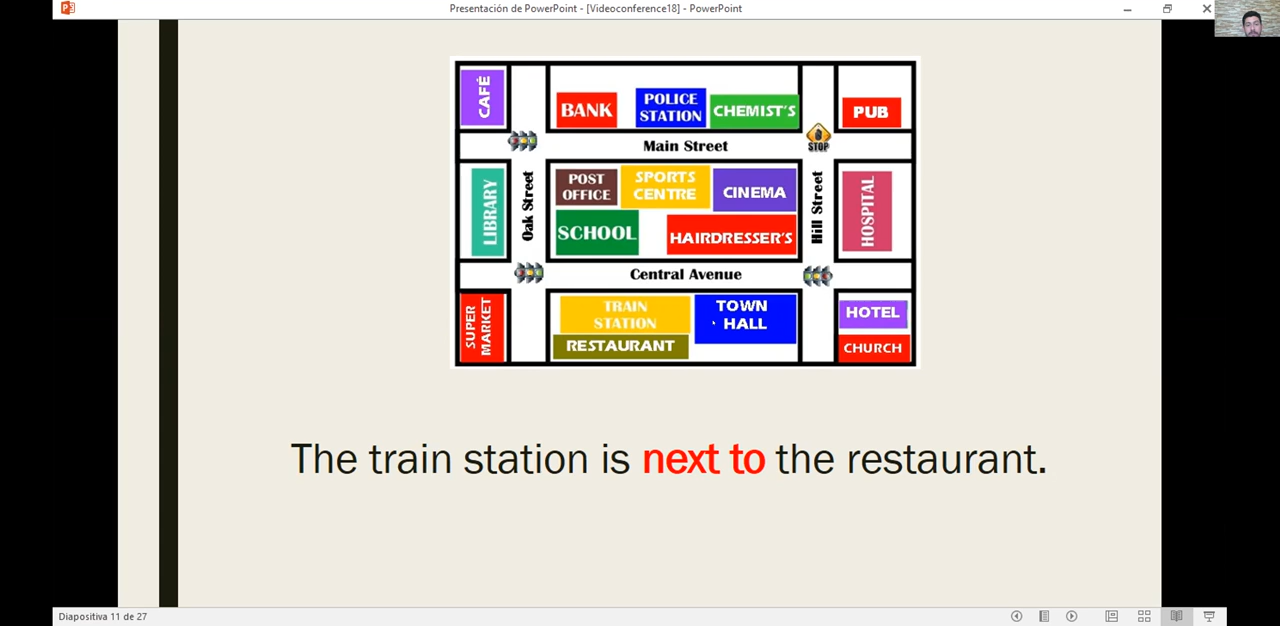 Presentación de PowerPoint - [Videoconference18] - PowerPoint
CAFÉ
BANK
POLICE
STATION
CHEMIST'S
PUB
STOP
Main Street
LIBRARY
Oak Street
POST
OFFICE
SPORTS
CENTRE
CINEMA
Hill Street
HOSPITAL
SCHOOL
HAIRDRESSER'S
Central Avenue
SUPER
MARKET
TRAIN
STATION
TOWN
HALL
HOTEL
RESTAURANT
CHURCH
The train station is next to the restaurant.
Diapositiva 11 de 27